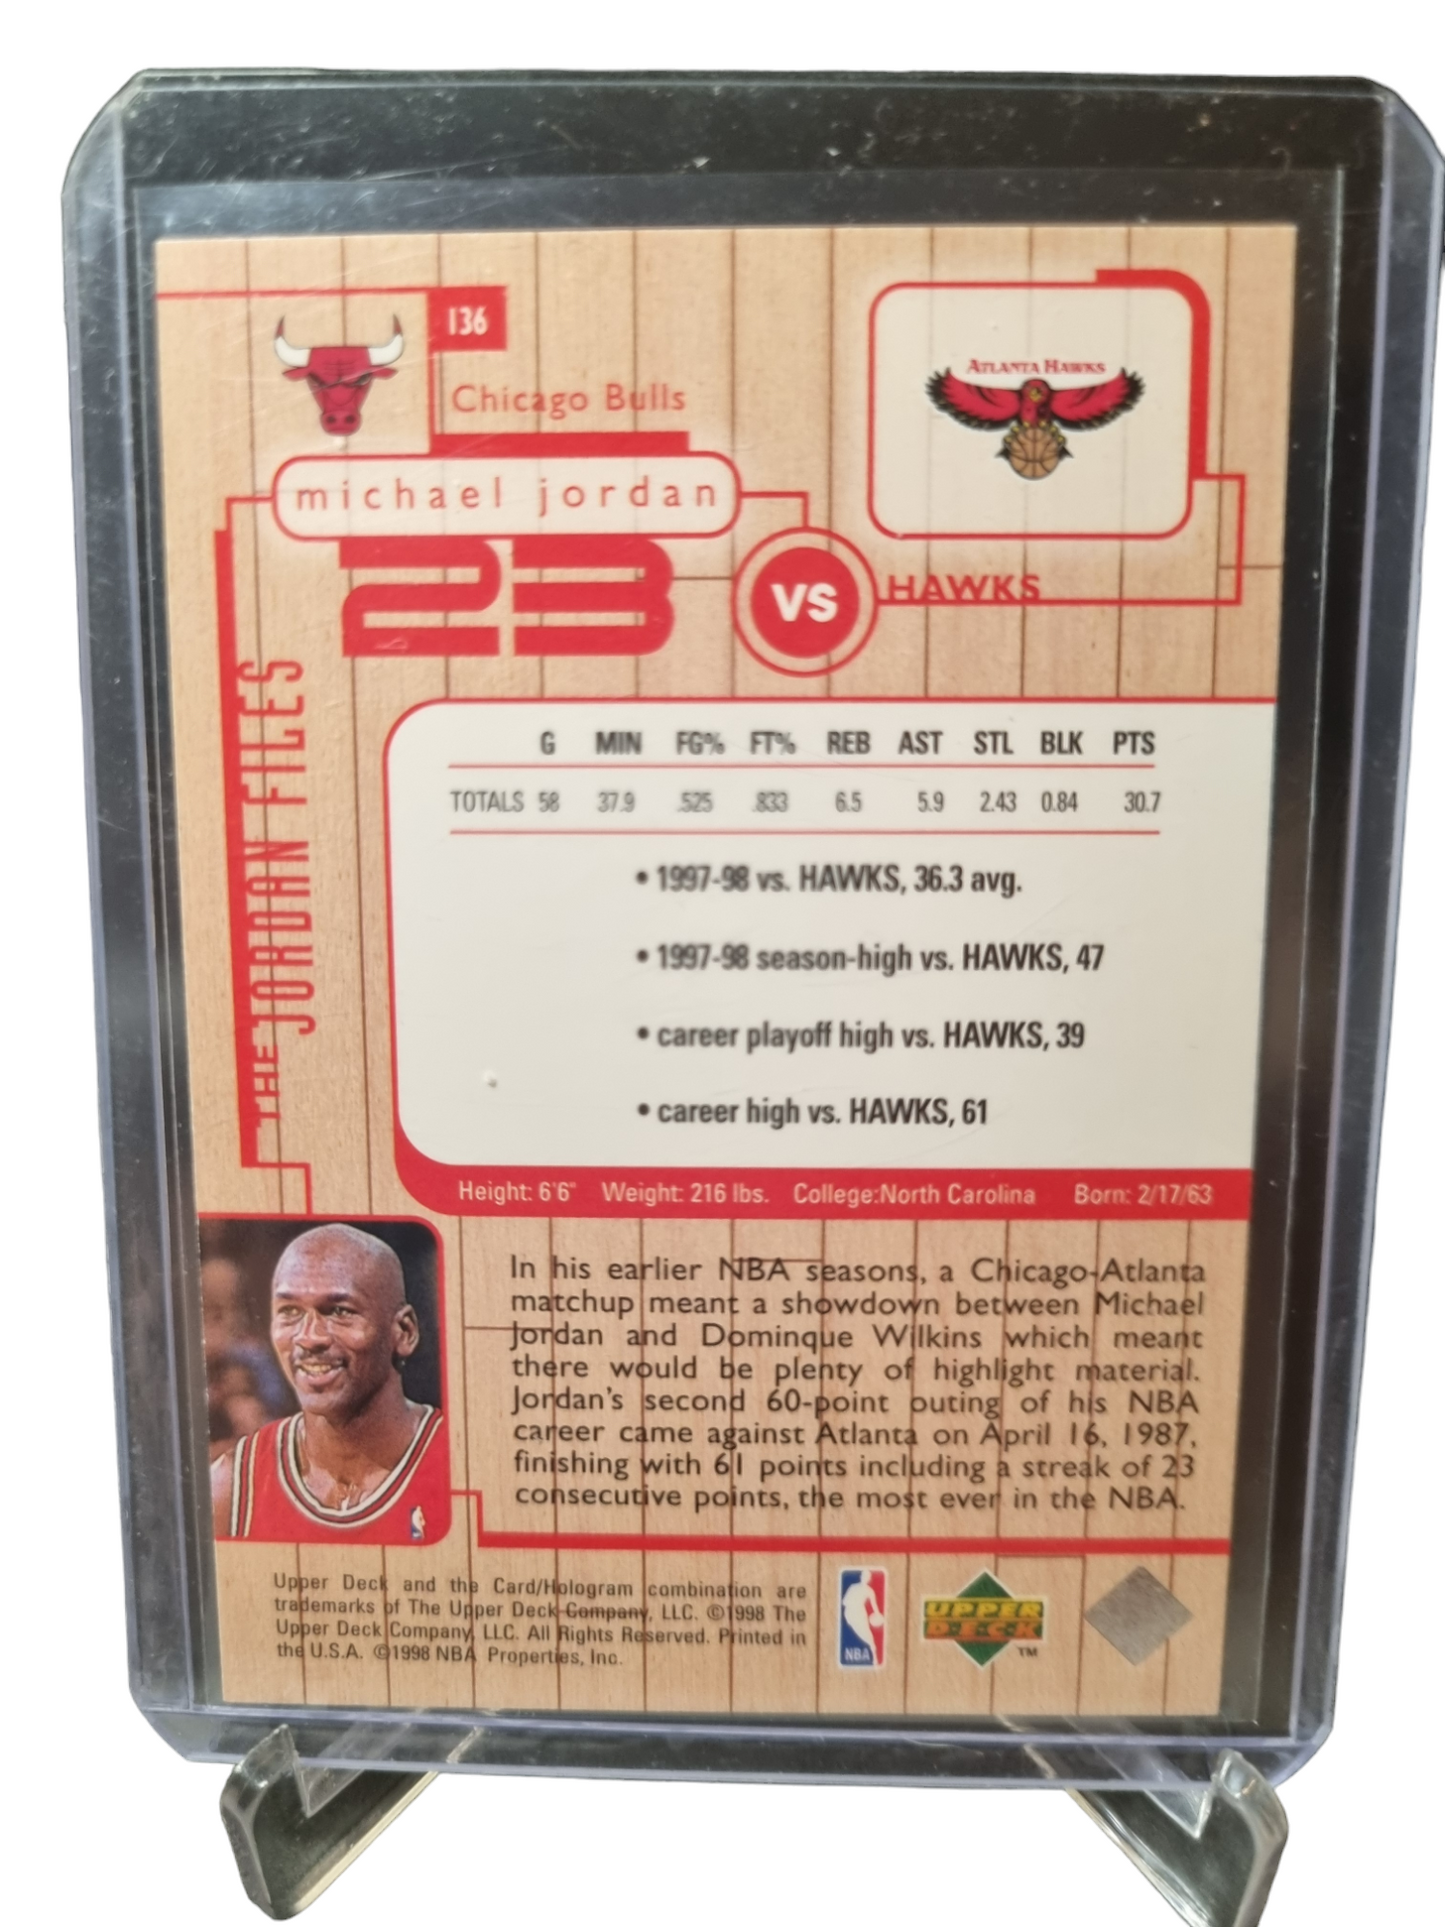 136
Chicago Bulls
michael jordan
23
VS
HAWKS
ATLANTA HAWKS
THE JORDAN FILES
G MIN FG% FT% REB AST STL BLK PTS
TOTALS 58 37.9 .525 .833 6.5 5.9 2.43 0.84 30.7
• 1997-98 vs. HAWKS, 36.3 avg.
• 1997-98 season-high vs. HAWKS, 47
• career playoff high vs. HAWKS, 39
• career high vs. HAWKS, 61
Height: 6'6" Weight: 216 lbs. College:North Carolina Born: 2/17/63
In his earlier NBA seasons, a Chicago-Atlanta
matchup meant a showdown between Michael
Jordan and Dominque Wilkins which meant
there would be plenty of highlight material.
Jordan's second 60-point outing of his NBA
career came against Atlanta on April 16, 1987,
finishing with 61 points including a streak of 23
consecutive points, the most ever in the NBA.
Upper Deck and the Card/Hologram combination are
trademarks of The Upper Deck Company, LLC. ©1998 The
Upper Deck Company, LLC. All Rights Reserved. Printed in
the U.S.A. ©1998 NBA Properties, Inc.
NBA
UPPER
DECK
TM